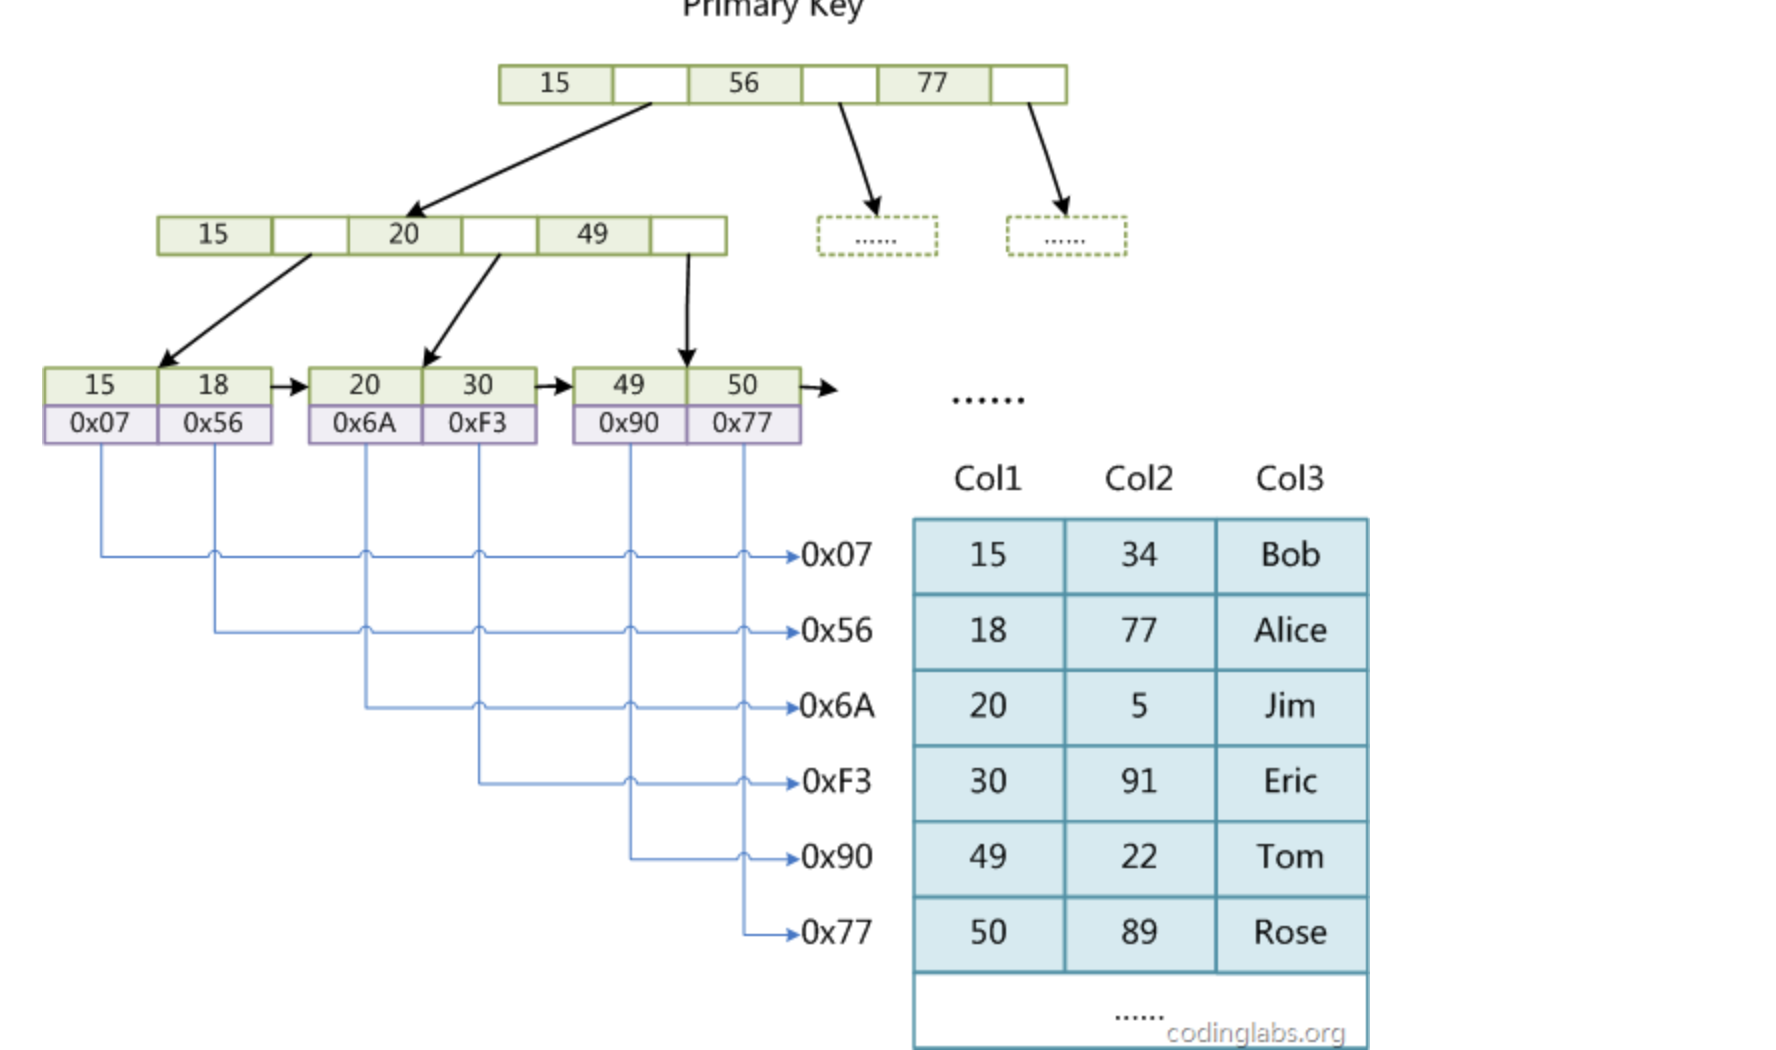 Primary Key
15 56 77
15 20 49
...... ......
15 18 20 30 49 50
0x07 0x56 0x6A 0xF3 0x90 0x77
......
Col1 Col2 Col3
0x07 15 34 Bob
0x56 18 77 Alice
0x6A 20 5 Jim
0xF3 30 91 Eric
0x90 49 22 Tom
0x77 50 89 Rose
......
codinglabs.org